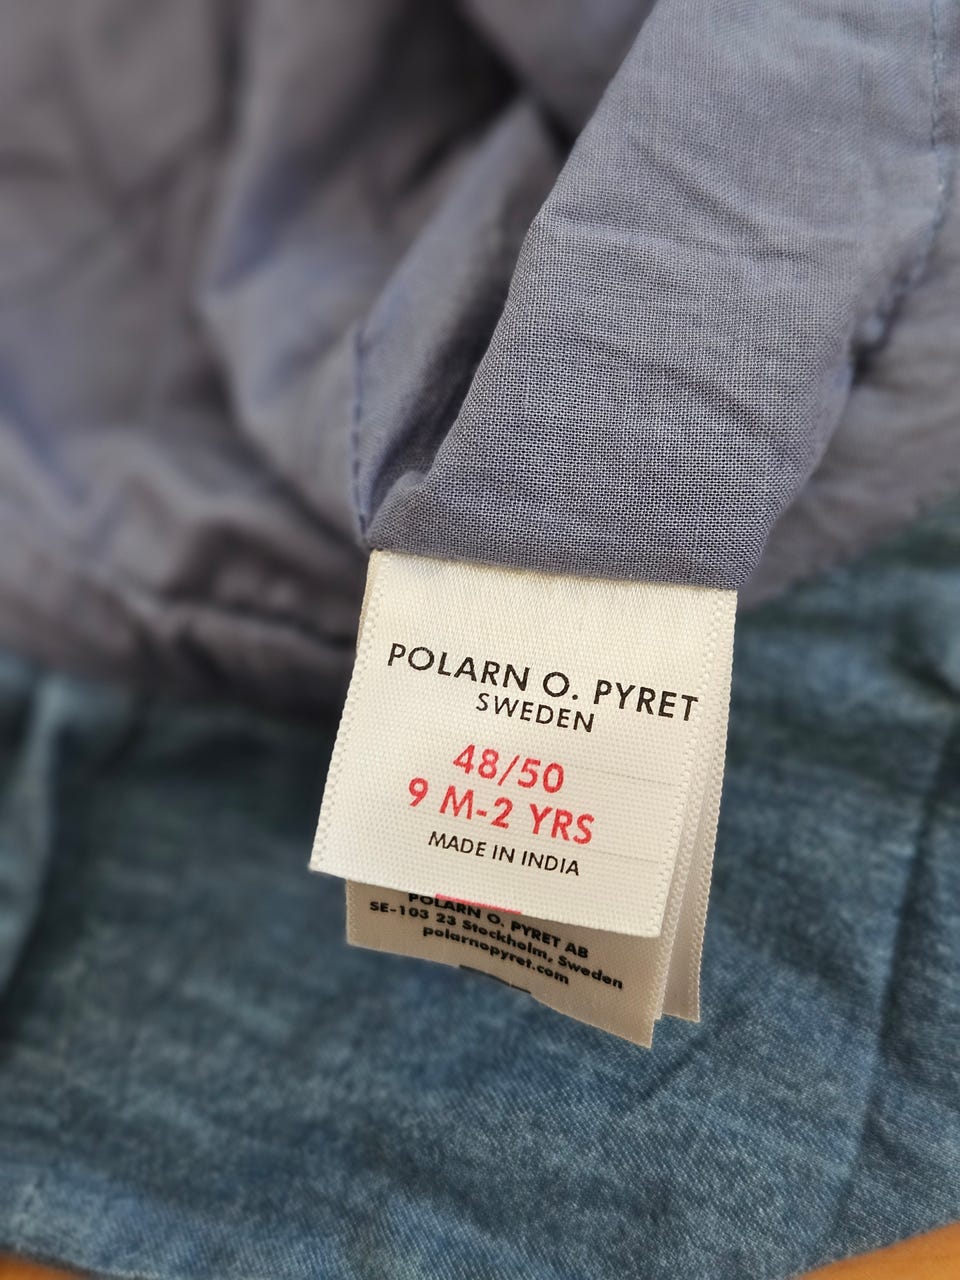 POLARN O. PYRET
SWEDEN
48/50
9 M-2 YRS
MADE IN INDIA
POLARN O. PYRET AB
SE-103 23 Stockholm, Sweden
polarnopyret.com